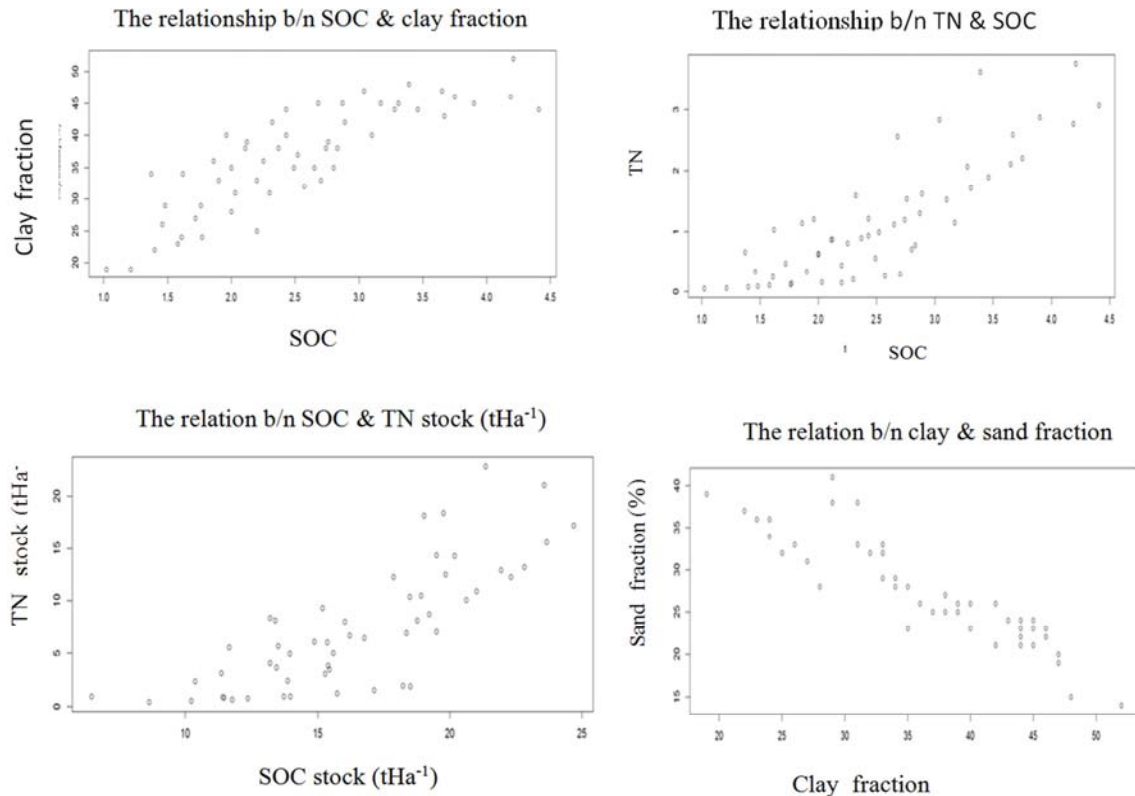 The relationship b/n SOC & clay fraction
50
45
40
35
30
25
20
Clay fraction
1.0 1.5 2.0 2.5 3.0 3.5 4.0 4.5
SOC
The relationship b/n TN & SOC
3
2
1
0
TN
1.0 1.5 2.0 2.5 3.0 3.5 4.0 4.5
SOC
The relation b/n SOC & TN stock (tHa-1)
20
15
10
5
0
TN stock (tHa-
10 15 20 25
SOC stock (tHa-1)
The relation b/n clay & sand fraction
40
35
30
25
20
15
Sand fraction (%)
20 25 30 35 40 45 50
Clay fraction